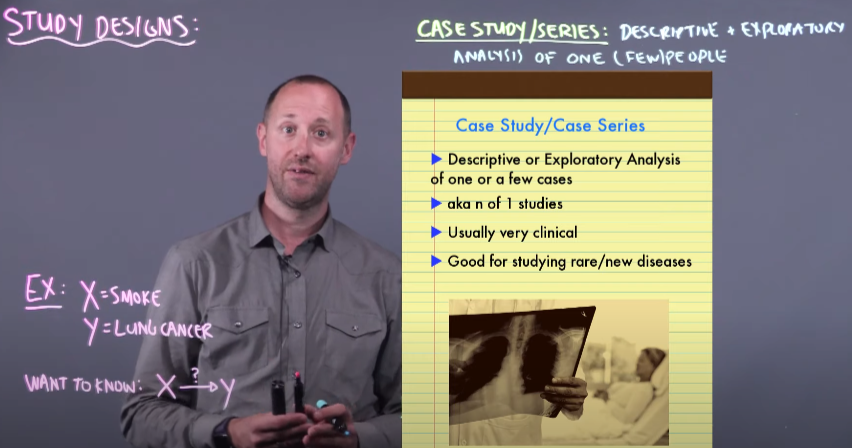 STUDY DESIGNS:
CASE STUDY/SERIES: DESCRIPTIVE + EXPLORATORY
ANALYSIS OF ONE (FEW) PEOPLE
Case Study/Case Series
▶ Descriptive or Exploratory Analysis
of one or a few cases
▶ aka n of 1 studies
▶ Usually very clinical
▶ Good for studying rare/new diseases
EX: X=SMOKE
Y=LUNG CANCER
WANT TO KNOW: X ?→ Y